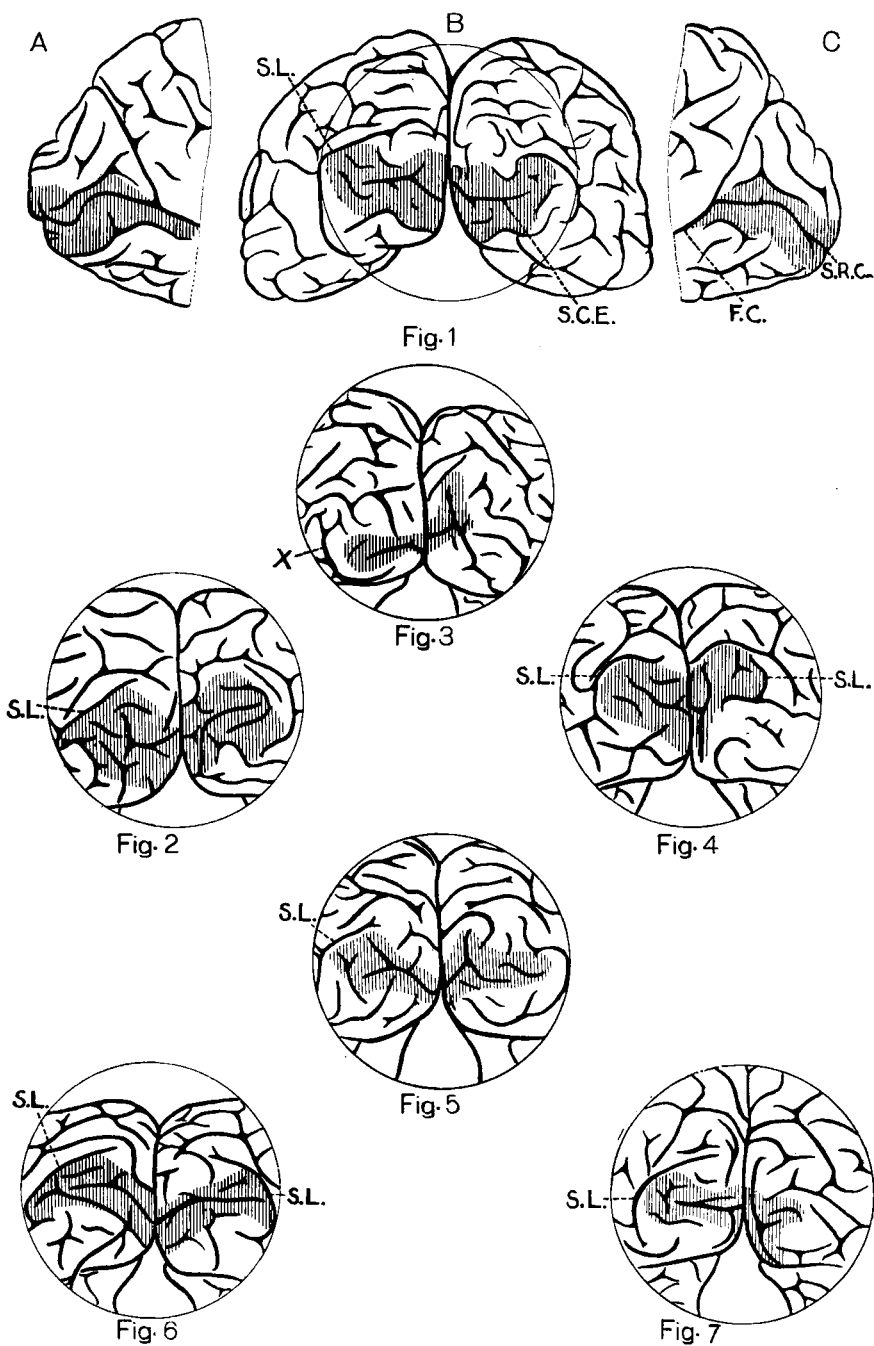 A
B
C
S.L.
S.R.C.
S.C.E.
F.C.
Fig. 1
X
Fig. 3
S.L.
Fig. 2
S.L.
S.L.
Fig. 4
S.L.
Fig. 5
S.L.
S.L.
Fig. 6
S.L.
Fig. 7